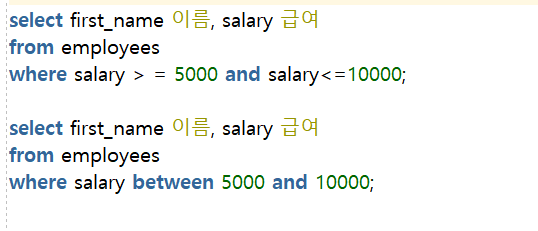 select first_name 이름, salary 급여
from employees
where salary > = 5000 and salary<=10000;
select first_name 이름, salary 급여
from employees
where salary between 5000 and 10000;